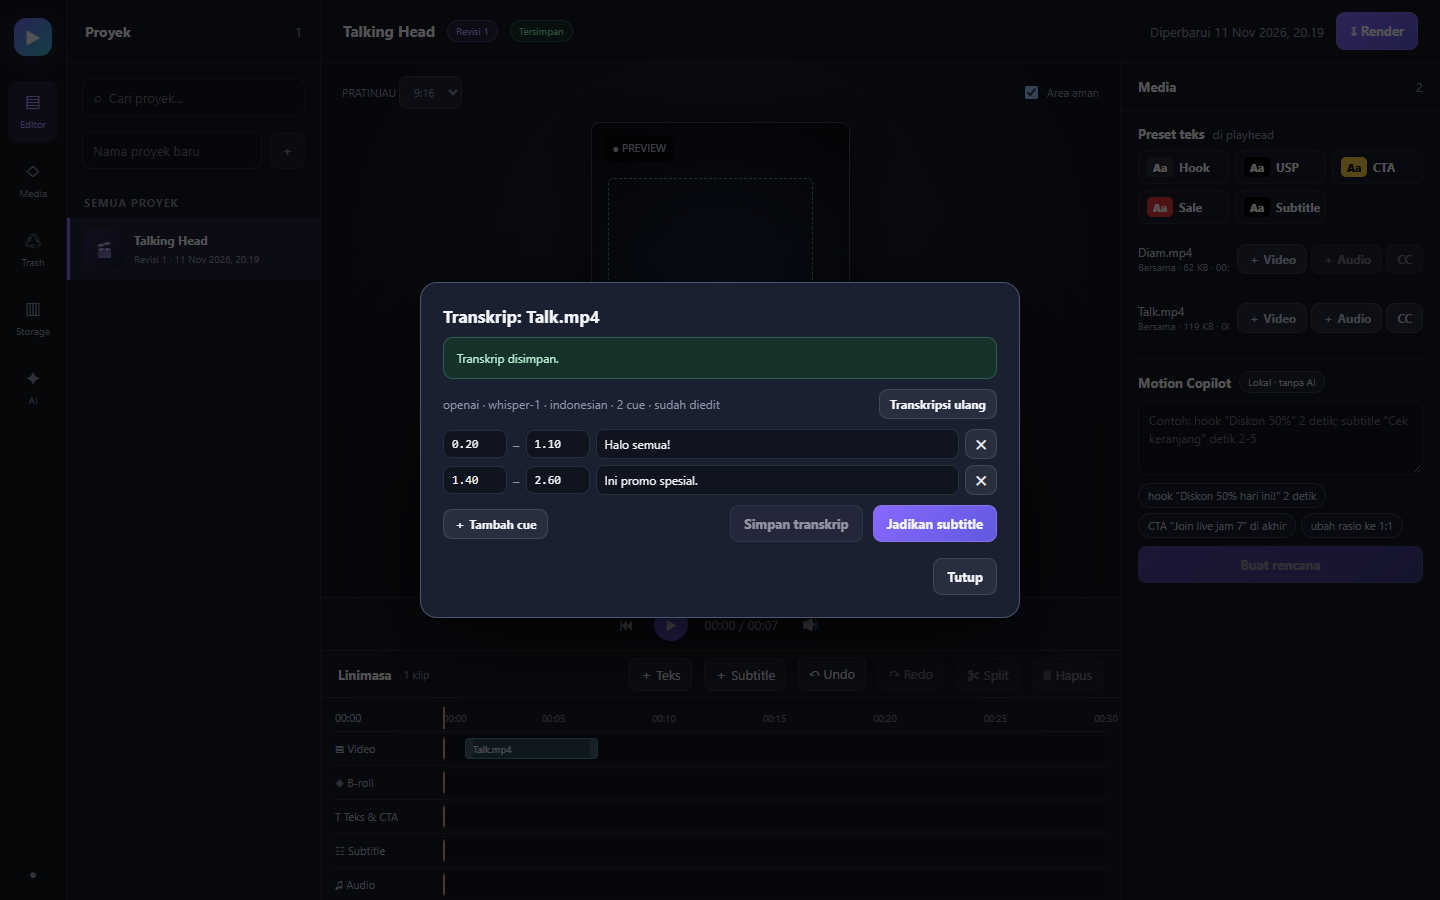 Proyek
1
Talking Head
Revisi 1
Tersimpan
Diperbarui 11 Nov 2026, 20.19
Render
Editor
Media
Trash
Storage
AI
Cari proyek...
Nama proyek baru
+
SEMUA PROYEK
Talking Head
Revisi 1 · 11 Nov 2026, 20.19
PRATINJAU
9:16
Area aman
PREVIEW
Transkrip: Talk.mp4
Transkrip disimpan.
openai · whisper-1 · indonesian · 2 cue · sudah diedit
Transkripsi ulang
0.20 – 1.10 Halo semua! ✕
1.40 – 2.60 Ini promo spesial. ✕
+ Tambah cue
Simpan transkrip
Jadikan subtitle
Tutup
00:00 / 00:07
Linimasa
1 klip
+ Teks
+ Subtitle
Undo
Redo
Split
Hapus
00:00
00:00 00:05 00:10 00:15 00:20 00:25 00:30
Video
Talk.mp4
B-roll
T Teks & CTA
Subtitle
Audio
Media
2
Preset teks di playhead
Aa Hook
Aa USP
Aa CTA
Aa Sale
Aa Subtitle
Diam.mp4
Bersama · 62 KB · 00:
+ Video
+ Audio
CC
Talk.mp4
Bersama · 119 KB ·
+ Video
+ Audio
CC
Motion Copilot
Lokal · tanpa AI
Contoh: hook "Diskon 50%" 2 detik; subtitle "Cek
keranjang" detik 2-5
hook "Diskon 50% hari ini!" 2 detik
CTA "Join live jam 7" di akhir
ubah rasio ke 1:1
Buat rencana